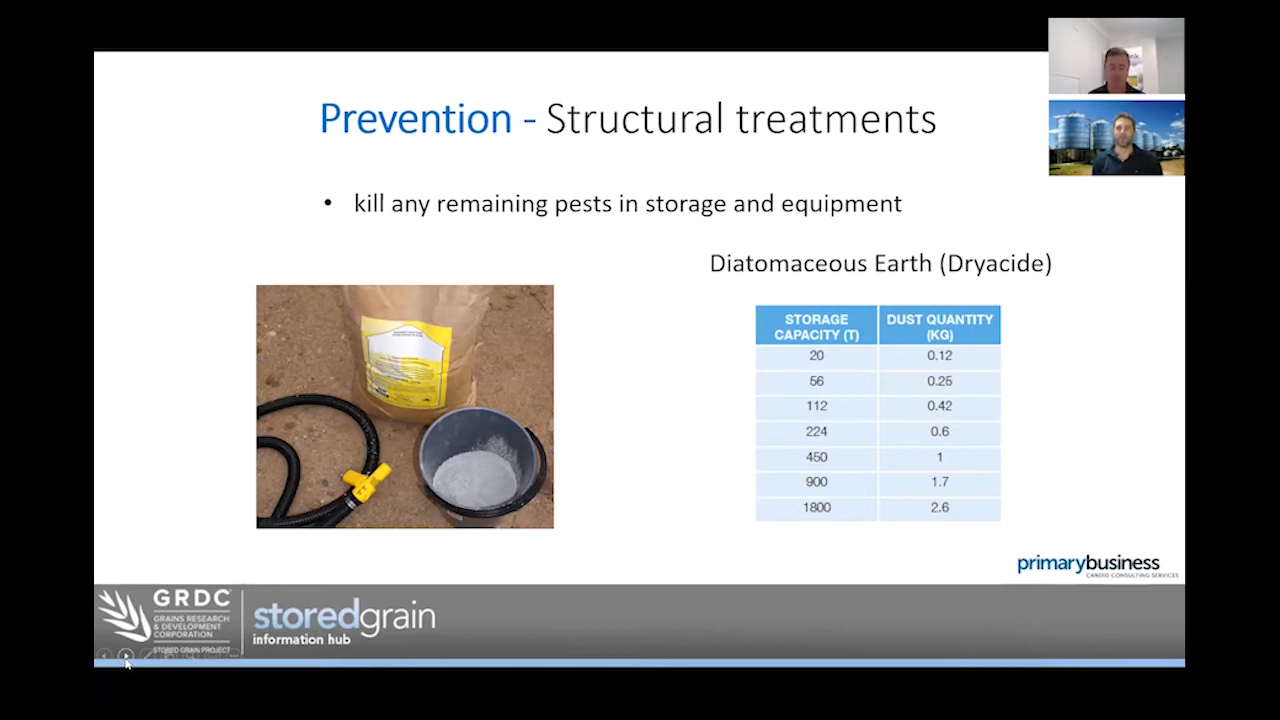 Prevention - Structural treatments
• kill any remaining pests in storage and equipment
Diatomaceous Earth (Dryacide)
STORAGE CAPACITY (T) DUST QUANTITY (KG)
20 0.12
56 0.25
112 0.42
224 0.6
450 1
900 1.7
1800 2.6
primarybusiness
CANDID CONSULTING SERVICES
GRDC
GRAINS RESEARCH
& DEVELOPMENT
CORPORATION
STORED GRAIN PROJECT
storedgrain
information hub